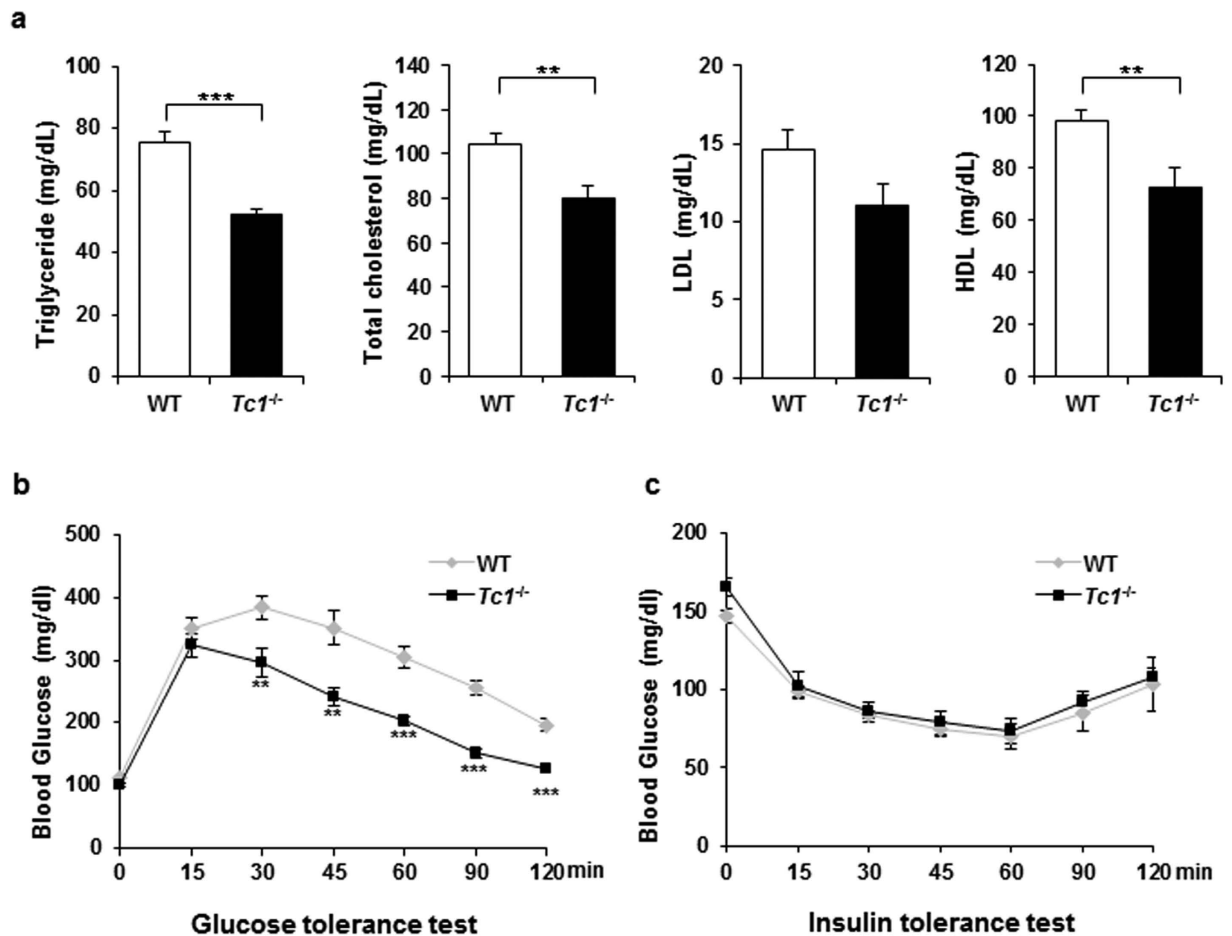 a
Triglyceride (mg/dL)
100
80
60
40
20
0
***
WT
Tc1-/-
Total cholesterol (mg/dL)
140
120
100
80
60
40
20
0
**
WT
Tc1-/-
LDL (mg/dL)
20
15
10
5
0
WT
Tc1-/-
HDL (mg/dL)
120
100
80
60
40
20
0
**
WT
Tc1-/-
b
Blood Glucose (mg/dl)
500
400
300
200
100
0
WT
Tc1-/-
**
**
***
***
***
0 15 30 45 60 90 120 min
Glucose tolerance test
c
Blood Glucose (mg/dl)
200
150
100
50
0
WT
Tc1-/-
0 15 30 45 60 90 120 min
Insulin tolerance test